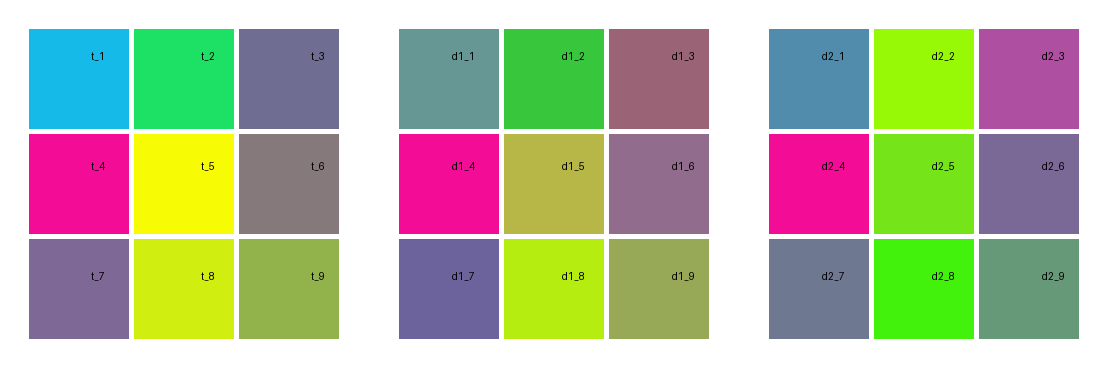 t_1 t_2 t_3 d1_1 d1_2 d1_3 d2_1 d2_2 d2_3
t_4 t_5 t_6 d1_4 d1_5 d1_6 d2_4 d2_5 d2_6
t_7 t_8 t_9 d1_7 d1_8 d1_9 d2_7 d2_8 d2_9